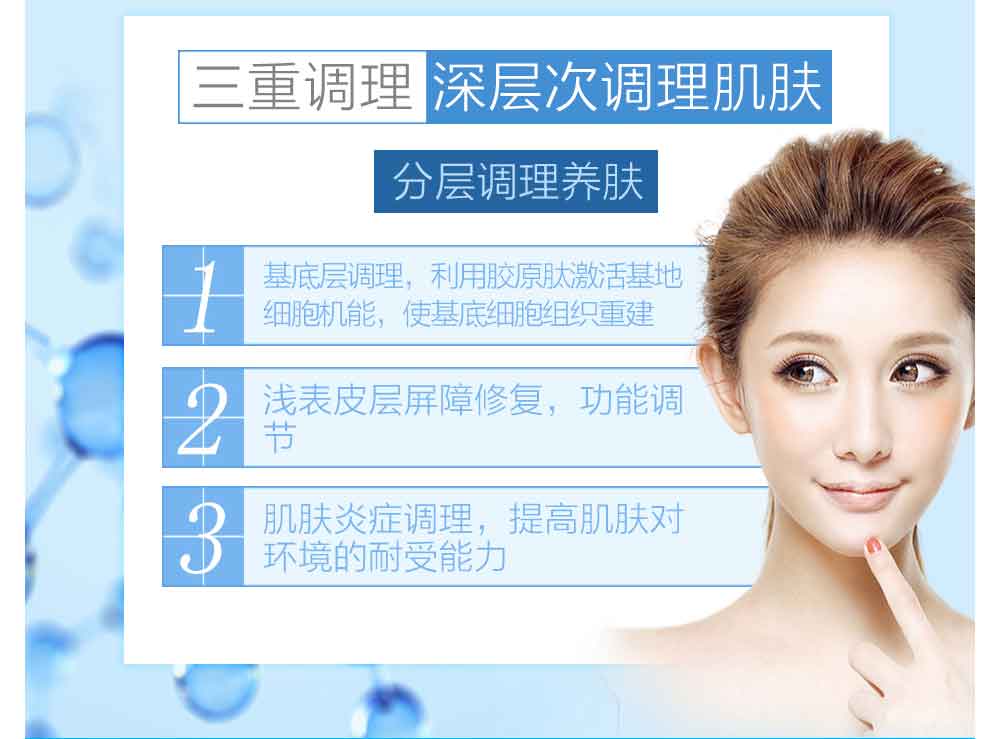 三重调理 深层次调理肌肤
分层调理养肤
1
基底层调理，利用胶原肽激活基地
细胞机能，使基底细胞组织重建
2
浅表皮层屏障修复，功能调
节
3
肌肤炎症调理，提高肌肤对
环境的耐受能力